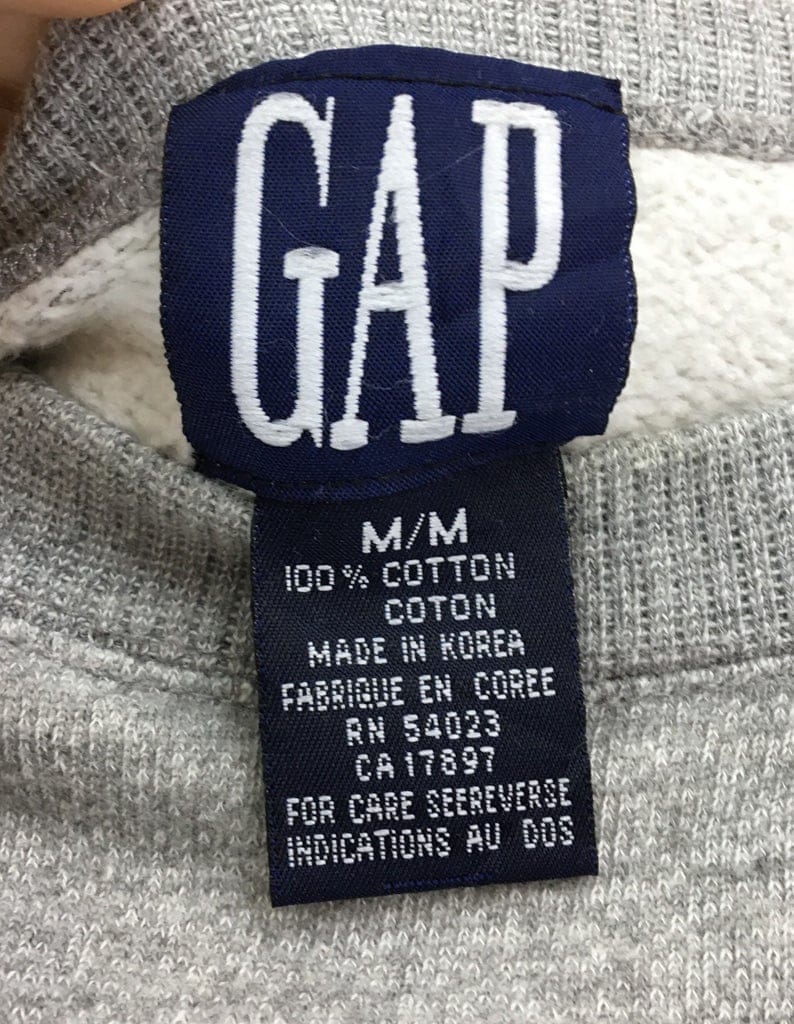 GAP
M/M
100% COTTON
COTON
MADE IN KOREA
FABRIQUE EN COREE
RN 54023
CA17897
FOR CARE SEEREVERSE
INDICATIONS AU DOS